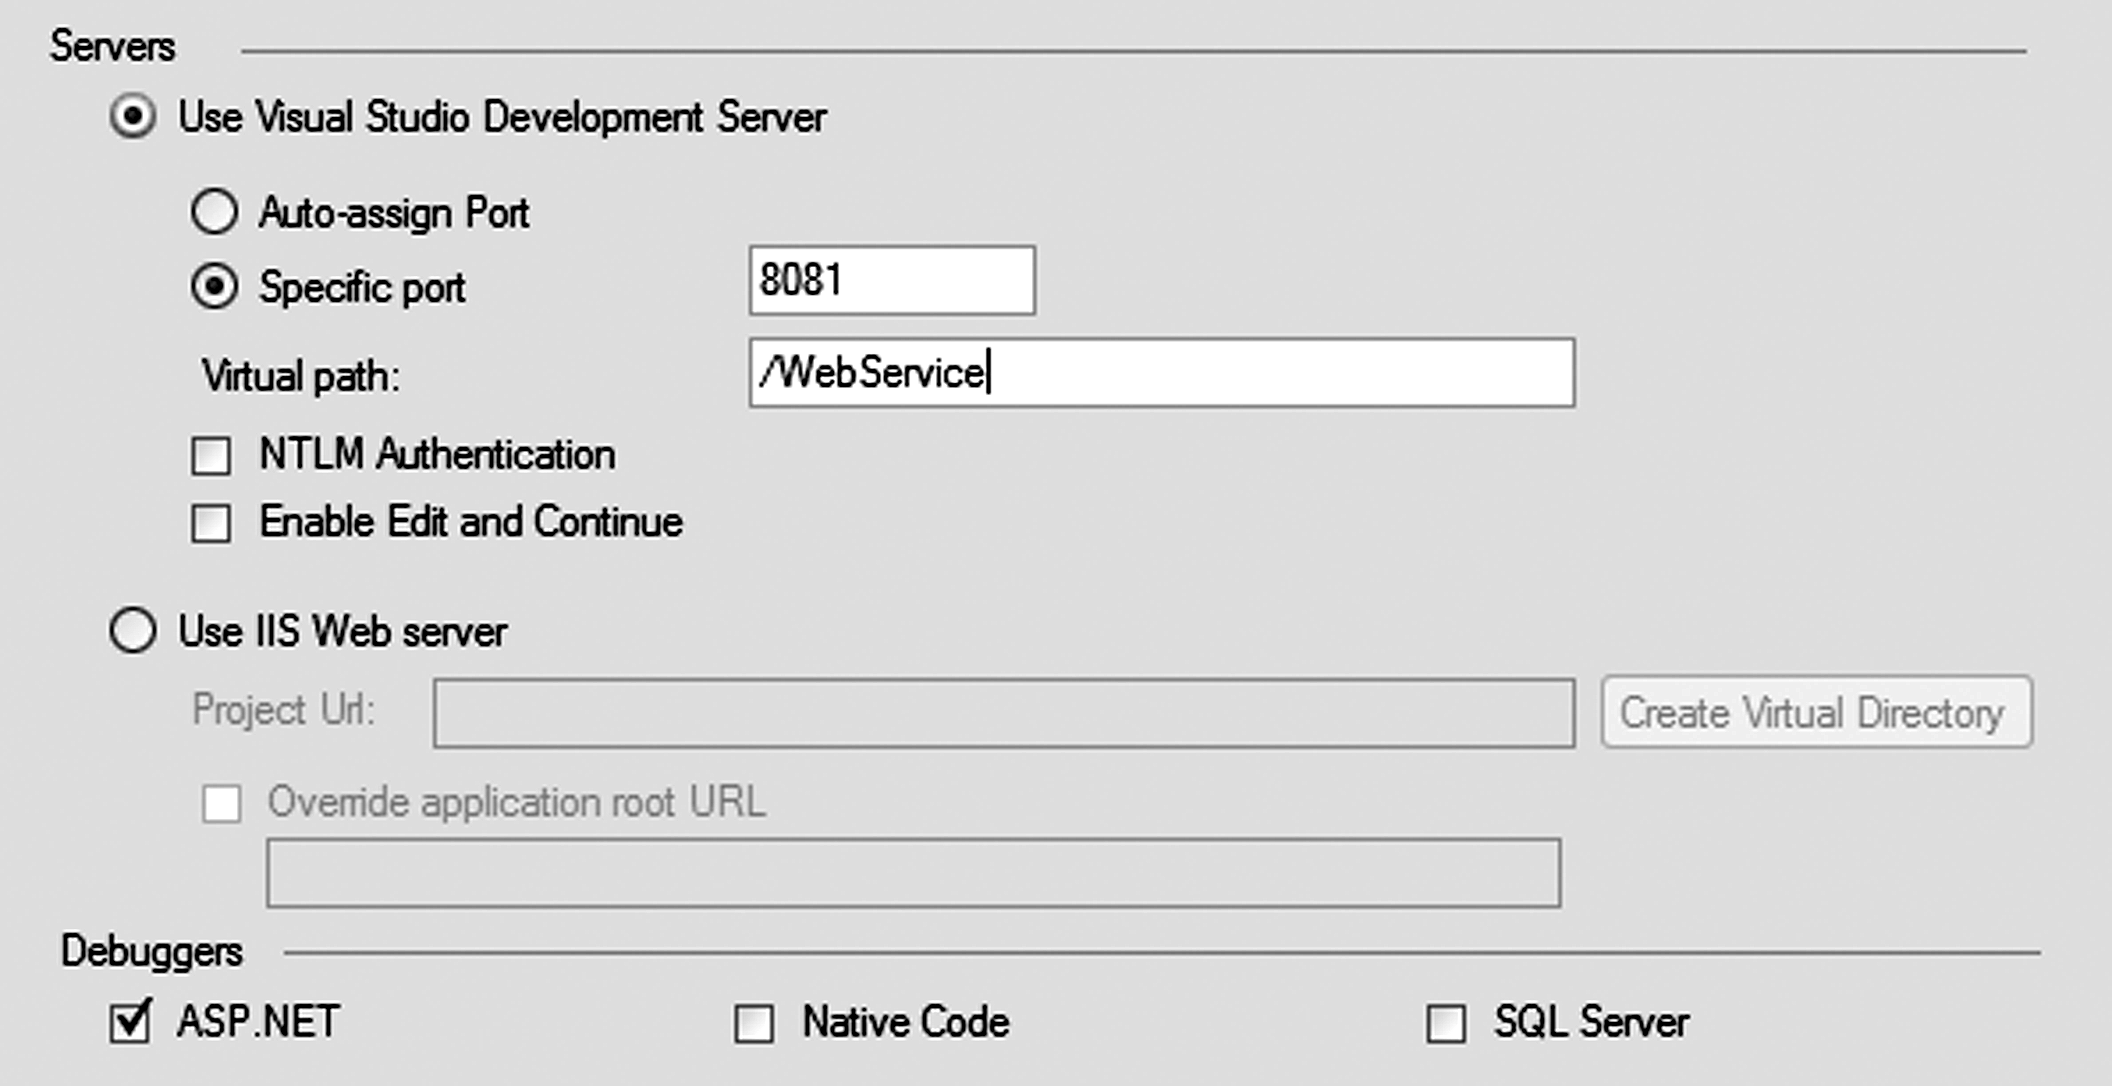 Servers
Use Visual Studio Development Server
Auto-assign Port
Specific port 8081
Virtual path: /WebService
NTLM Authentication
Enable Edit and Continue
Use IIS Web server
Project Url: Create Virtual Directory
Override application root URL
Debuggers
ASP.NET Native Code SQL Server